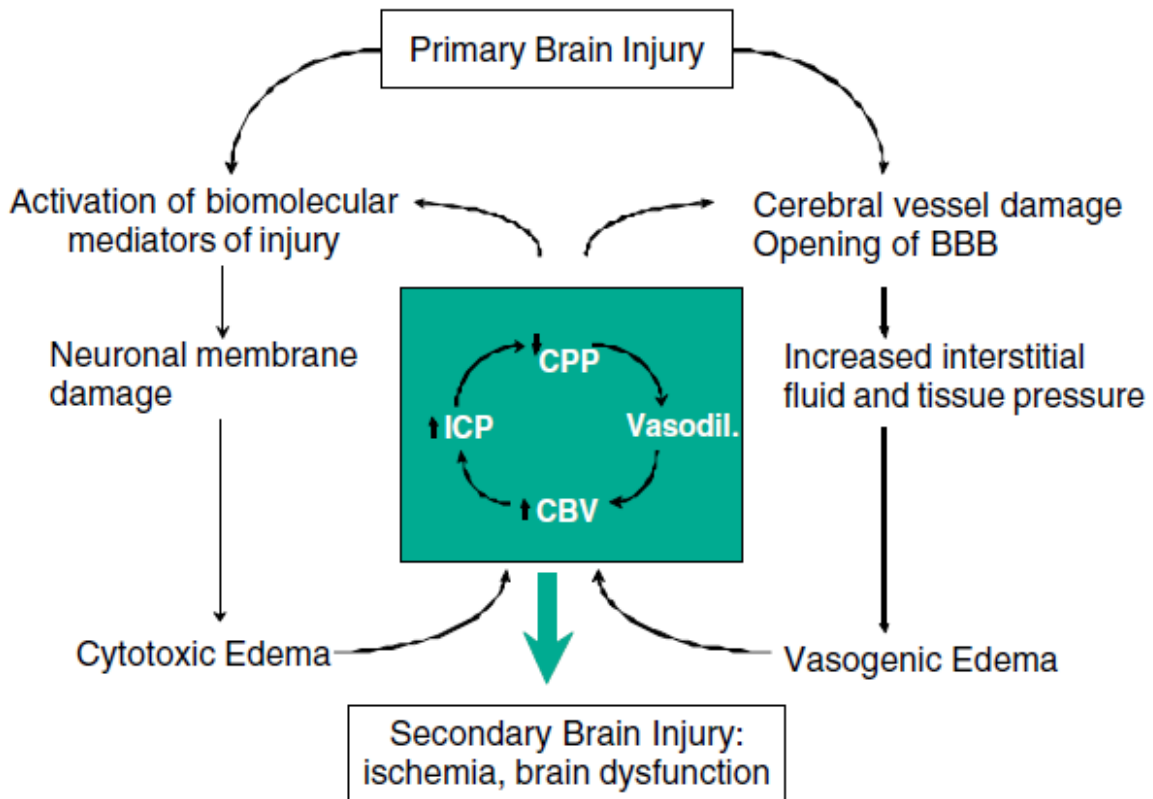 Primary Brain Injury
Activation of biomolecular
mediators of injury
Cerebral vessel damage
Opening of BBB
Neuronal membrane
damage
Increased interstitial
fluid and tissue pressure
CPP
ICP
Vasodil.
CBV
Cytotoxic Edema
Vasogenic Edema
Secondary Brain Injury:
ischemia, brain dysfunction